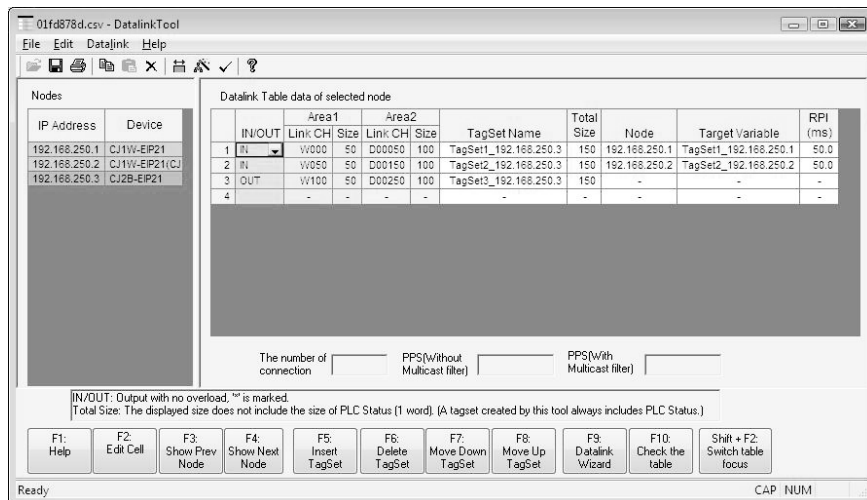 01fd878d.csv - DatalinkTool
File Edit Datalink Help
Nodes
IP Address Device
192.168.250.1 CJ1W-EIP21
192.168.250.2 CJ1W-EIP21(CJ
192.168.250.3 CJ2B-EIP21
Datalink Table data of selected node
Area1 Area2 Total RPI
IN/OUT Link CH Size Link CH Size TagSet Name Size Node Target Variable (ms)
1 IN W000 50 D00050 100 TagSet1_192.168.250.3 150 192.168.250.1 TagSet1_192.168.250.1 50.0
2 IN W050 50 D00150 100 TagSet2_192.168.250.3 150 192.168.250.2 TagSet2_192.168.250.2 50.0
3 OUT W100 50 D00250 100 TagSet3_192.168.250.3 150 - - -
4 - - - - - - - - -
The number of connection
PPS(Without Multicast filter)
PPS(With Multicast filter)
IN/OUT: Output with no overload, '*' is marked.
Total Size: The displayed size does not include the size of PLC Status (1 word). (A tagset created by this tool always includes PLC Status.)
F1: Help
F2: Edit Cell
F3: Show Prev Node
F4: Show Next Node
F5: Insert TagSet
F6: Delete TagSet
F7: Move Down TagSet
F8: Move Up TagSet
F9: Datalink Wizard
F10: Check the table
Shift + F2: Switch table focus
Ready CAP NUM